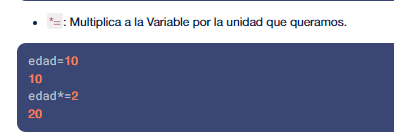 *=: Multiplica a la Variable por la unidad que queramos.
edad=10
10
edad*=2
20